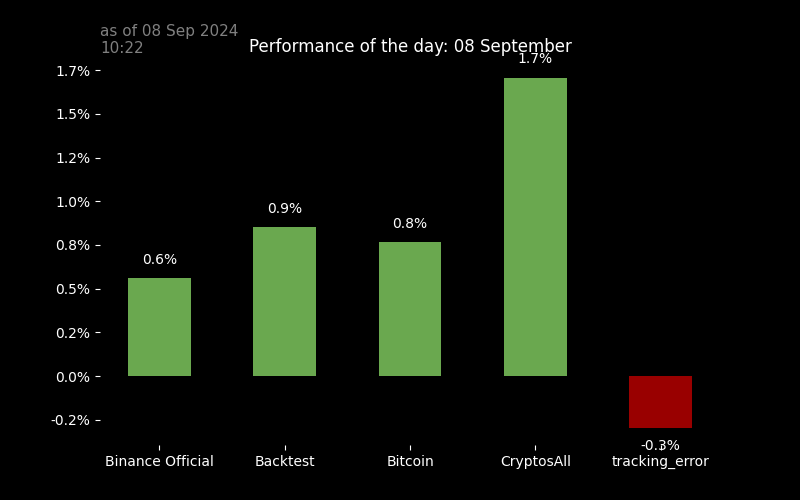 as of 08 Sep 2024
10:22
Performance of the day: 08 September
1.7%
1.7%
1.5%
1.2%
1.0%
0.9%
0.8%
0.8%
0.6%
0.5%
0.2%
0.0%
-0.2%
-0.3%
Binance Official
Backtest
Bitcoin
CryptosAll
tracking_error